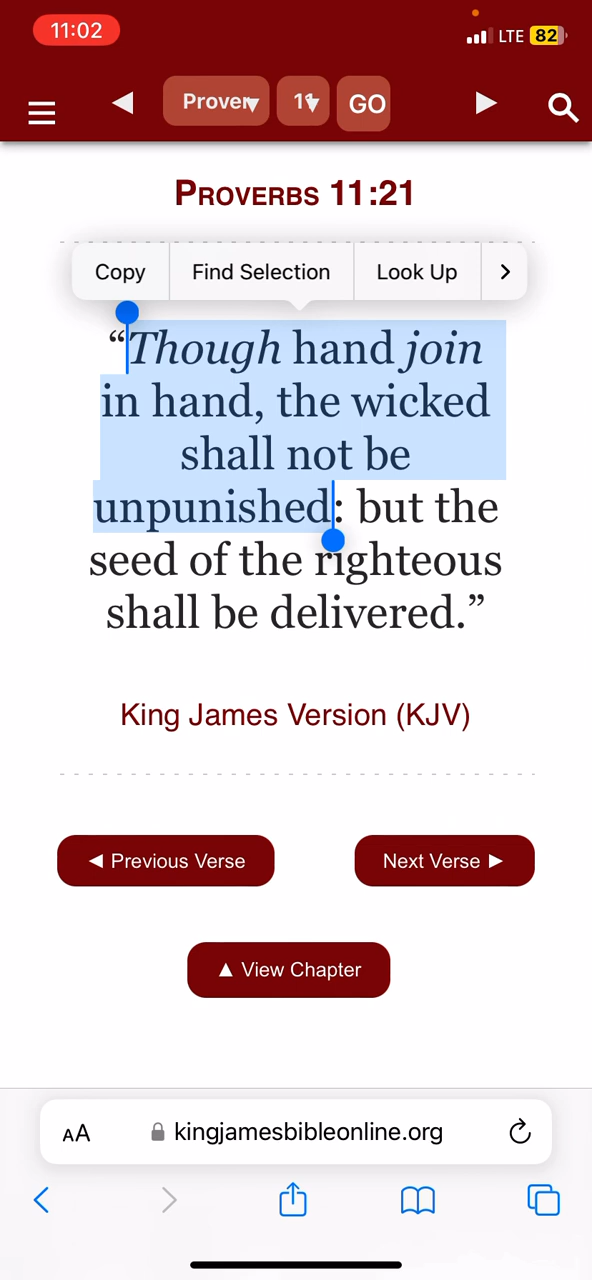 11:02
LTE 82
Prover
GO
PROVERBS 11:21
Copy Find Selection Look Up
“Though hand join
in hand, the wicked
shall not be
unpunished: but the
seed of the righteous
shall be delivered.”
King James Version (KJV)
◀ Previous Verse Next Verse ▶
▲ View Chapter
AA kingjamesbibleonline.org